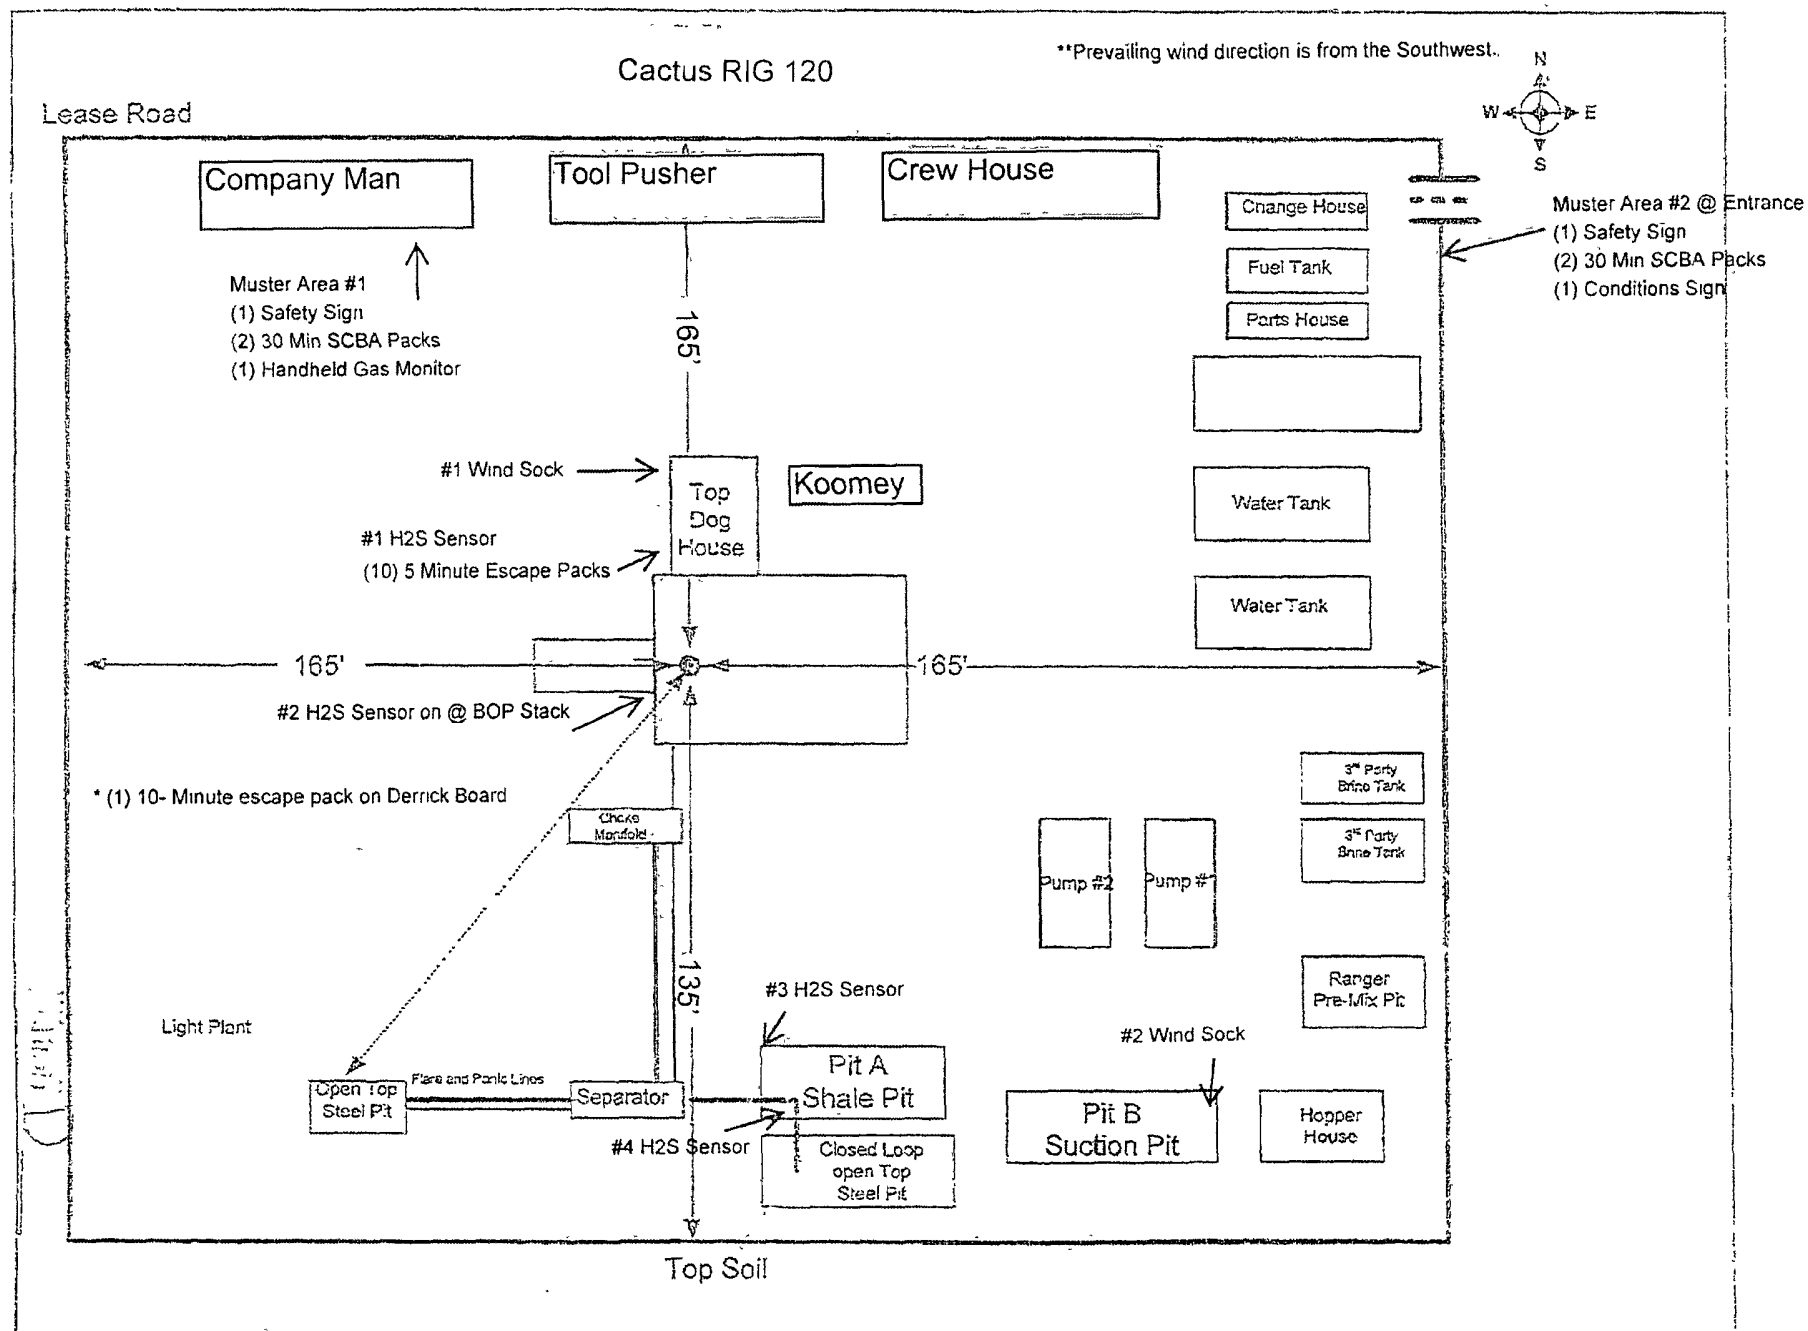 **Prevailing wind direction is from the Southwest.
Cactus RIG 120
N
W
E
S
Lease Road
Company Man
Tool Pusher
Crew House
Change House
Fuel Tank
Parts House
Muster Area #2 @ Entrance
(1) Safety Sign
(2) 30 Min SCBA Packs
(1) Conditions Sign
Muster Area #1
(1) Safety Sign
(2) 30 Min SCBA Packs
(1) Handheld Gas Monitor
165'
#1 Wind Sock
Top
Dog
House
Koomey
Water Tank
#1 H2S Sensor
(10) 5 Minute Escape Packs
Water Tank
165'
165'
#2 H2S Sensor on @ BOP Stack
* (1) 10- Minute escape pack on Derrick Board
Choke
Manifold
3rd Party
Brine Tank
3rd Party
Brine Tank
Pump #2
Pump #1
135'
#3 H2S Sensor
Ranger
Pre-Mix Pit
Light Plant
#2 Wind Sock
Pit A
Shale Pit
Open Top
Steel Pit
Flare and Panic Lines
Separator
Pit B
Suction Pit
Hopper
House
#4 H2S Sensor
Closed Loop
open Top
Steel Pit
Top Soil